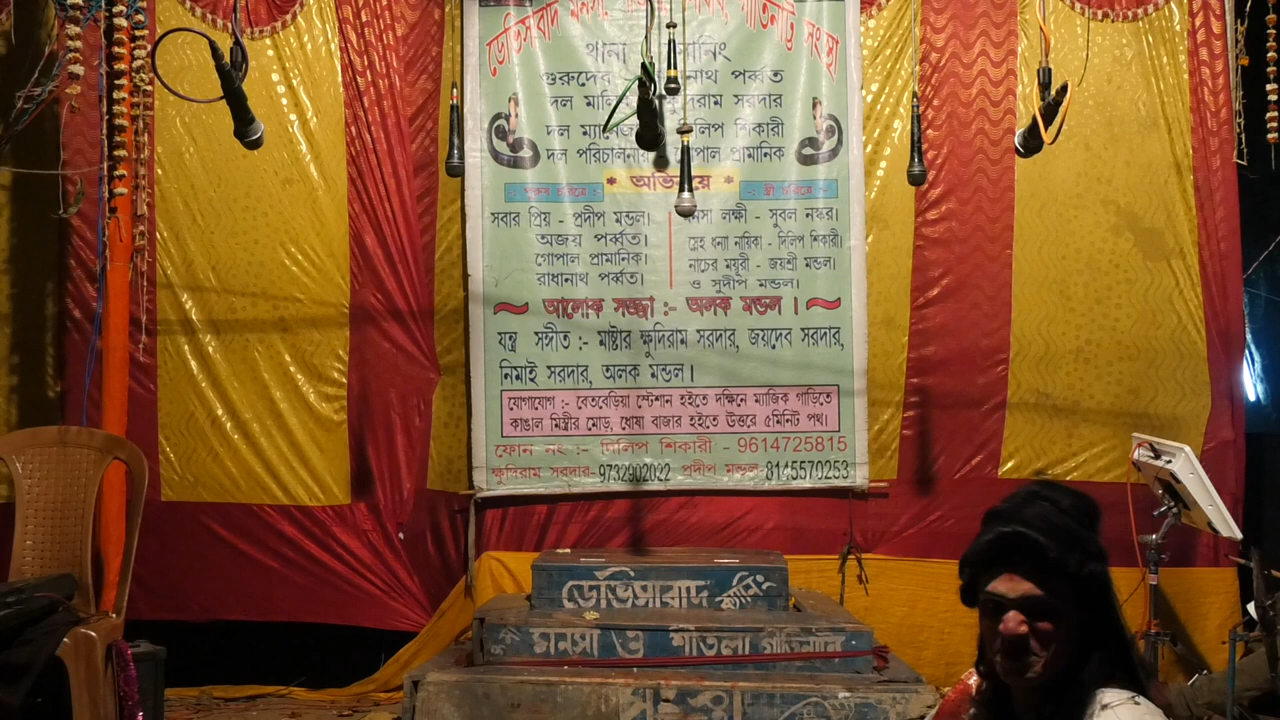 ডেভিসাবাদ মনসা, গীতিনাট্ট সংস্থা
থানা
গুরুদেব পর্ব্বত
দল ক্ষুদিরাম সরদার
দল দিলিপ শিকারী
দল পরিচালনায় গোপাল প্রামানিক
* অভিনয়ে *
-: পুরুষ চরিত্রে :-
-: স্ত্রী চরিত্রে :-
সবার প্রিয় - প্রদীপ মন্ডল।
অজয় পর্ব্বত।
গোপাল প্রামানিক।
রাধানাথ পর্ব্বত।
মনসা লক্ষী - সুবল নস্কর।
স্নেহ ধন্যা নায়িকা - দিলিপ শিকারী।
নাচের ময়ূরী - জয়শ্রী মন্ডল।
ও সুদীপ মন্ডল।
আলোক সজ্জা :- অলক মন্ডল।
যন্ত্র সঙ্গীত :- মাষ্টার ক্ষুদিরাম সরদার, জয়দেব সরদার,
নিমাই সরদার, অলক মন্ডল।
যোগাযোগ :- বেতবেড়িয়া স্টেশান হইতে দক্ষিনে ম্যাজিক গাড়িতে
কাঙাল মিস্ত্রীর মোড়, ধোষা বাজার হইতে উত্তরে ৫মিনিট পথ।
ফোন নং :- দিলিপ শিকারী - 9614725815
ক্ষুদিরাম সরদার-9732902022 প্রদীপ মন্ডল-8145570253
ডেভিসাবাদ ক্যানিং
মনসা ও শীতলা গীতিনাট্ট
সংস্থা